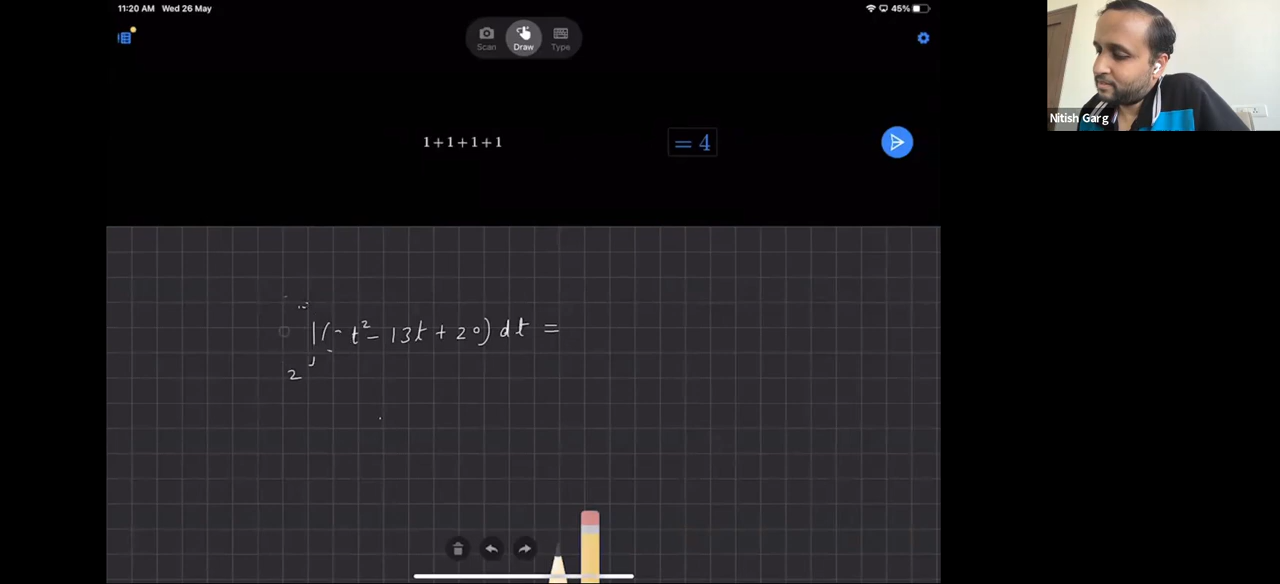 11:20 AM Wed 26 May
45%
Scan Draw Type
Nitish Garg
1+1+1+1 = 4
t² - 13t + 20) dt =
2